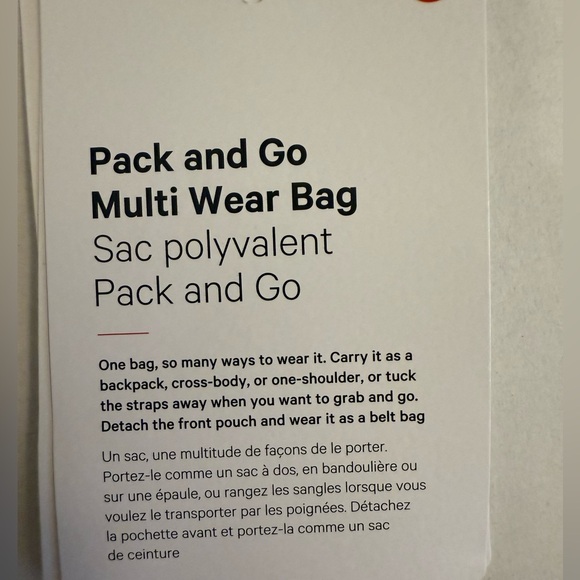 Pack and Go
Multi Wear Bag
Sac polyvalent
Pack and Go
One bag, so many ways to wear it. Carry it as a
backpack, cross-body, or one-shoulder, or tuck
the straps away when you want to grab and go.
Detach the front pouch and wear it as a belt bag
Un sac, une multitude de façons de le porter.
Portez-le comme un sac à dos, en bandoulière ou
sur une épaule, ou rangez les sangles lorsque vous
voulez le transporter par les poignées. Détachez
la pochette avant et portez-la comme un sac
de ceinture